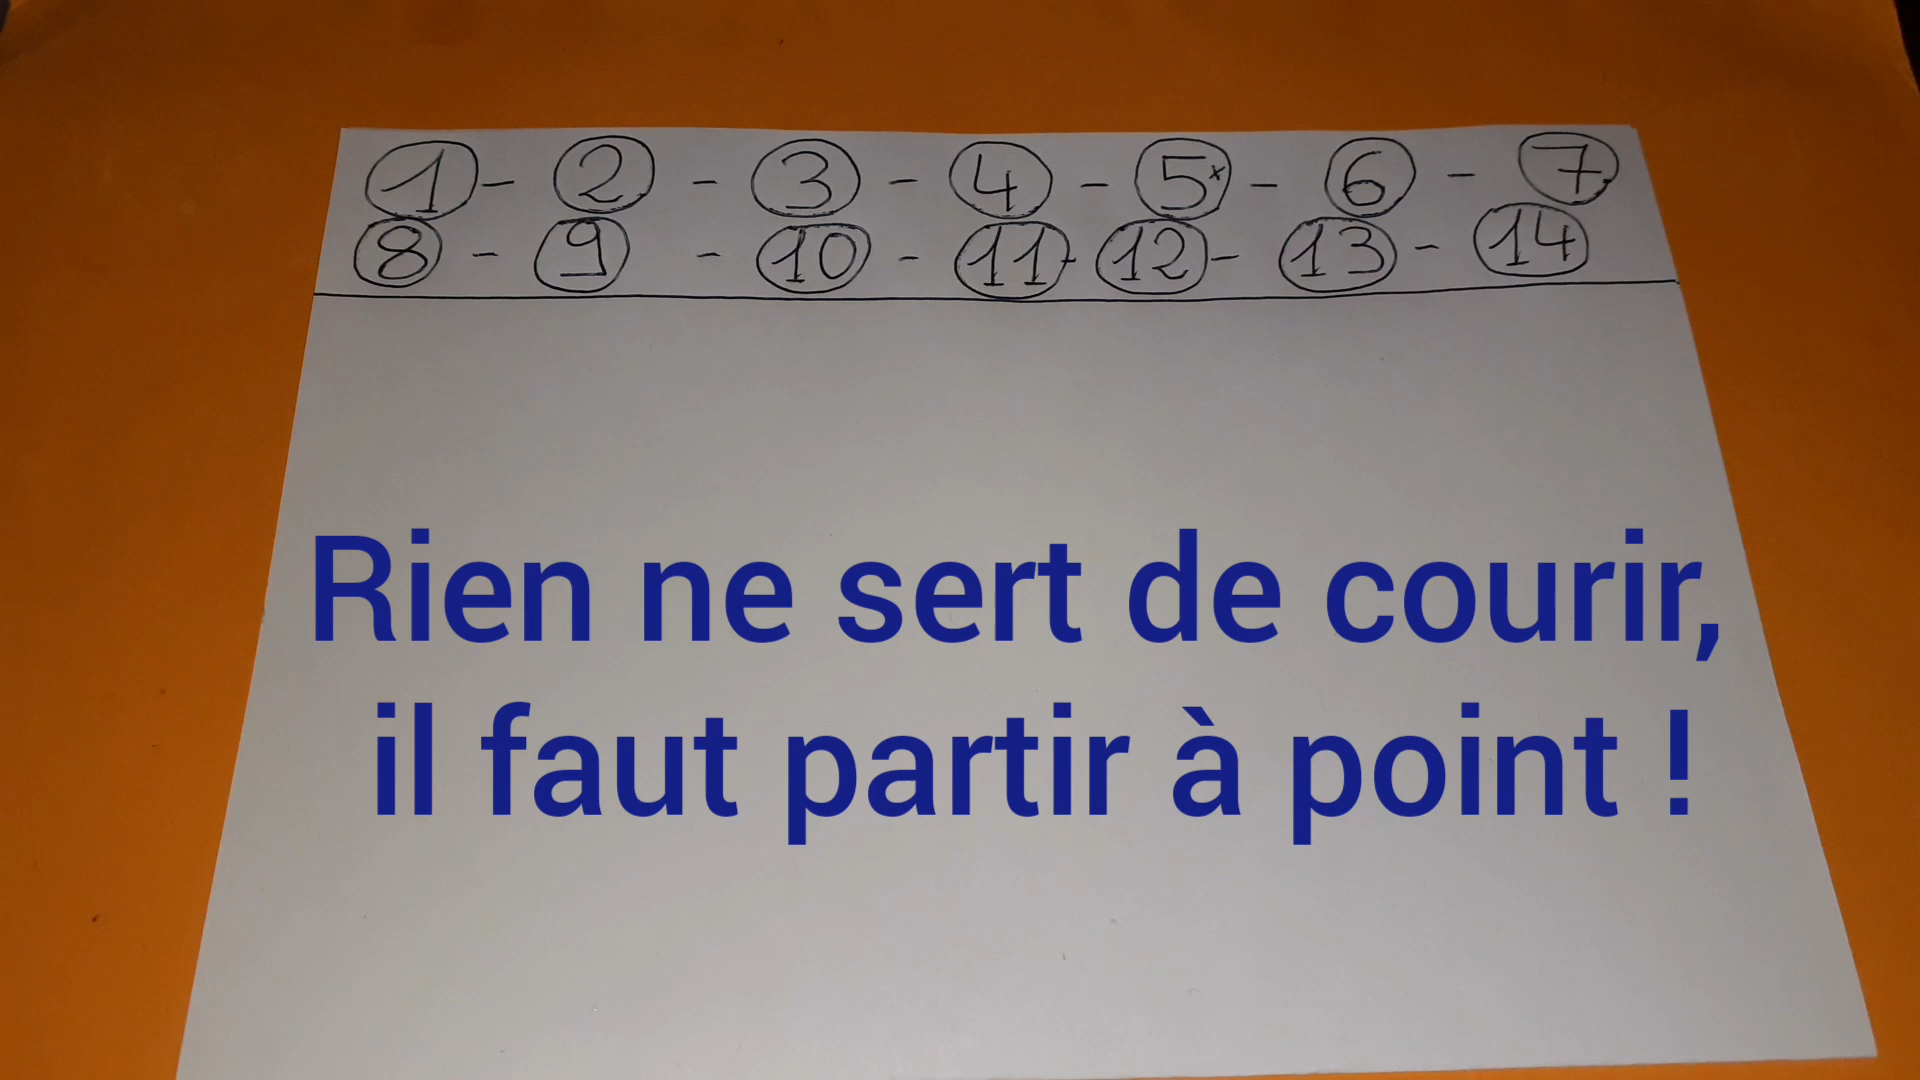 1 - 2 - 3 - 4 - 5x - 6 - 7
8 - 9 - 10 - 11 - 12 - 13 - 14
Rien ne sert de courir,
il faut partir à point !